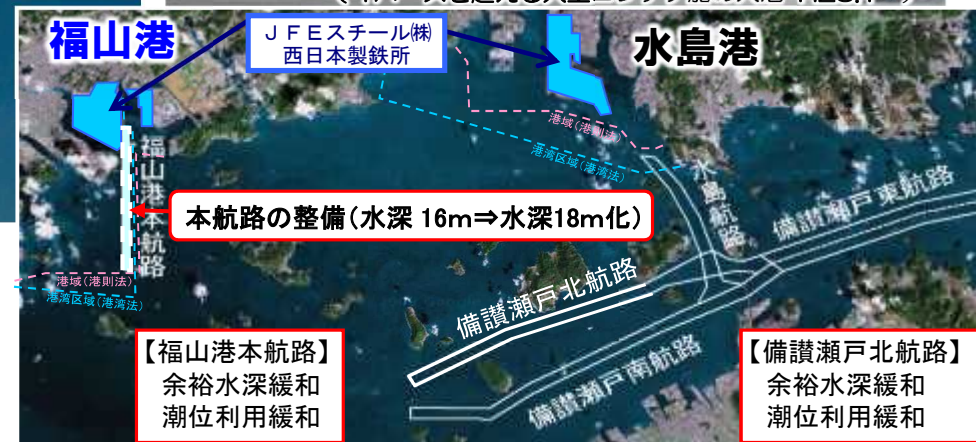 福山港
JFEスチール㈱
西日本製鉄所
水島港
港域(港則法)
港湾区域(港湾法)
福山港本航路
水島航路
備讃瀬戸東航路
本航路の整備(水深 16m⇒水深18m化)
港域(港則法)
港湾区域(港湾法)
備讃瀬戸北航路
備讃瀬戸南航路
【福山港本航路】
余裕水深緩和
潮位利用緩和
【備讃瀬戸北航路】
余裕水深緩和
潮位利用緩和